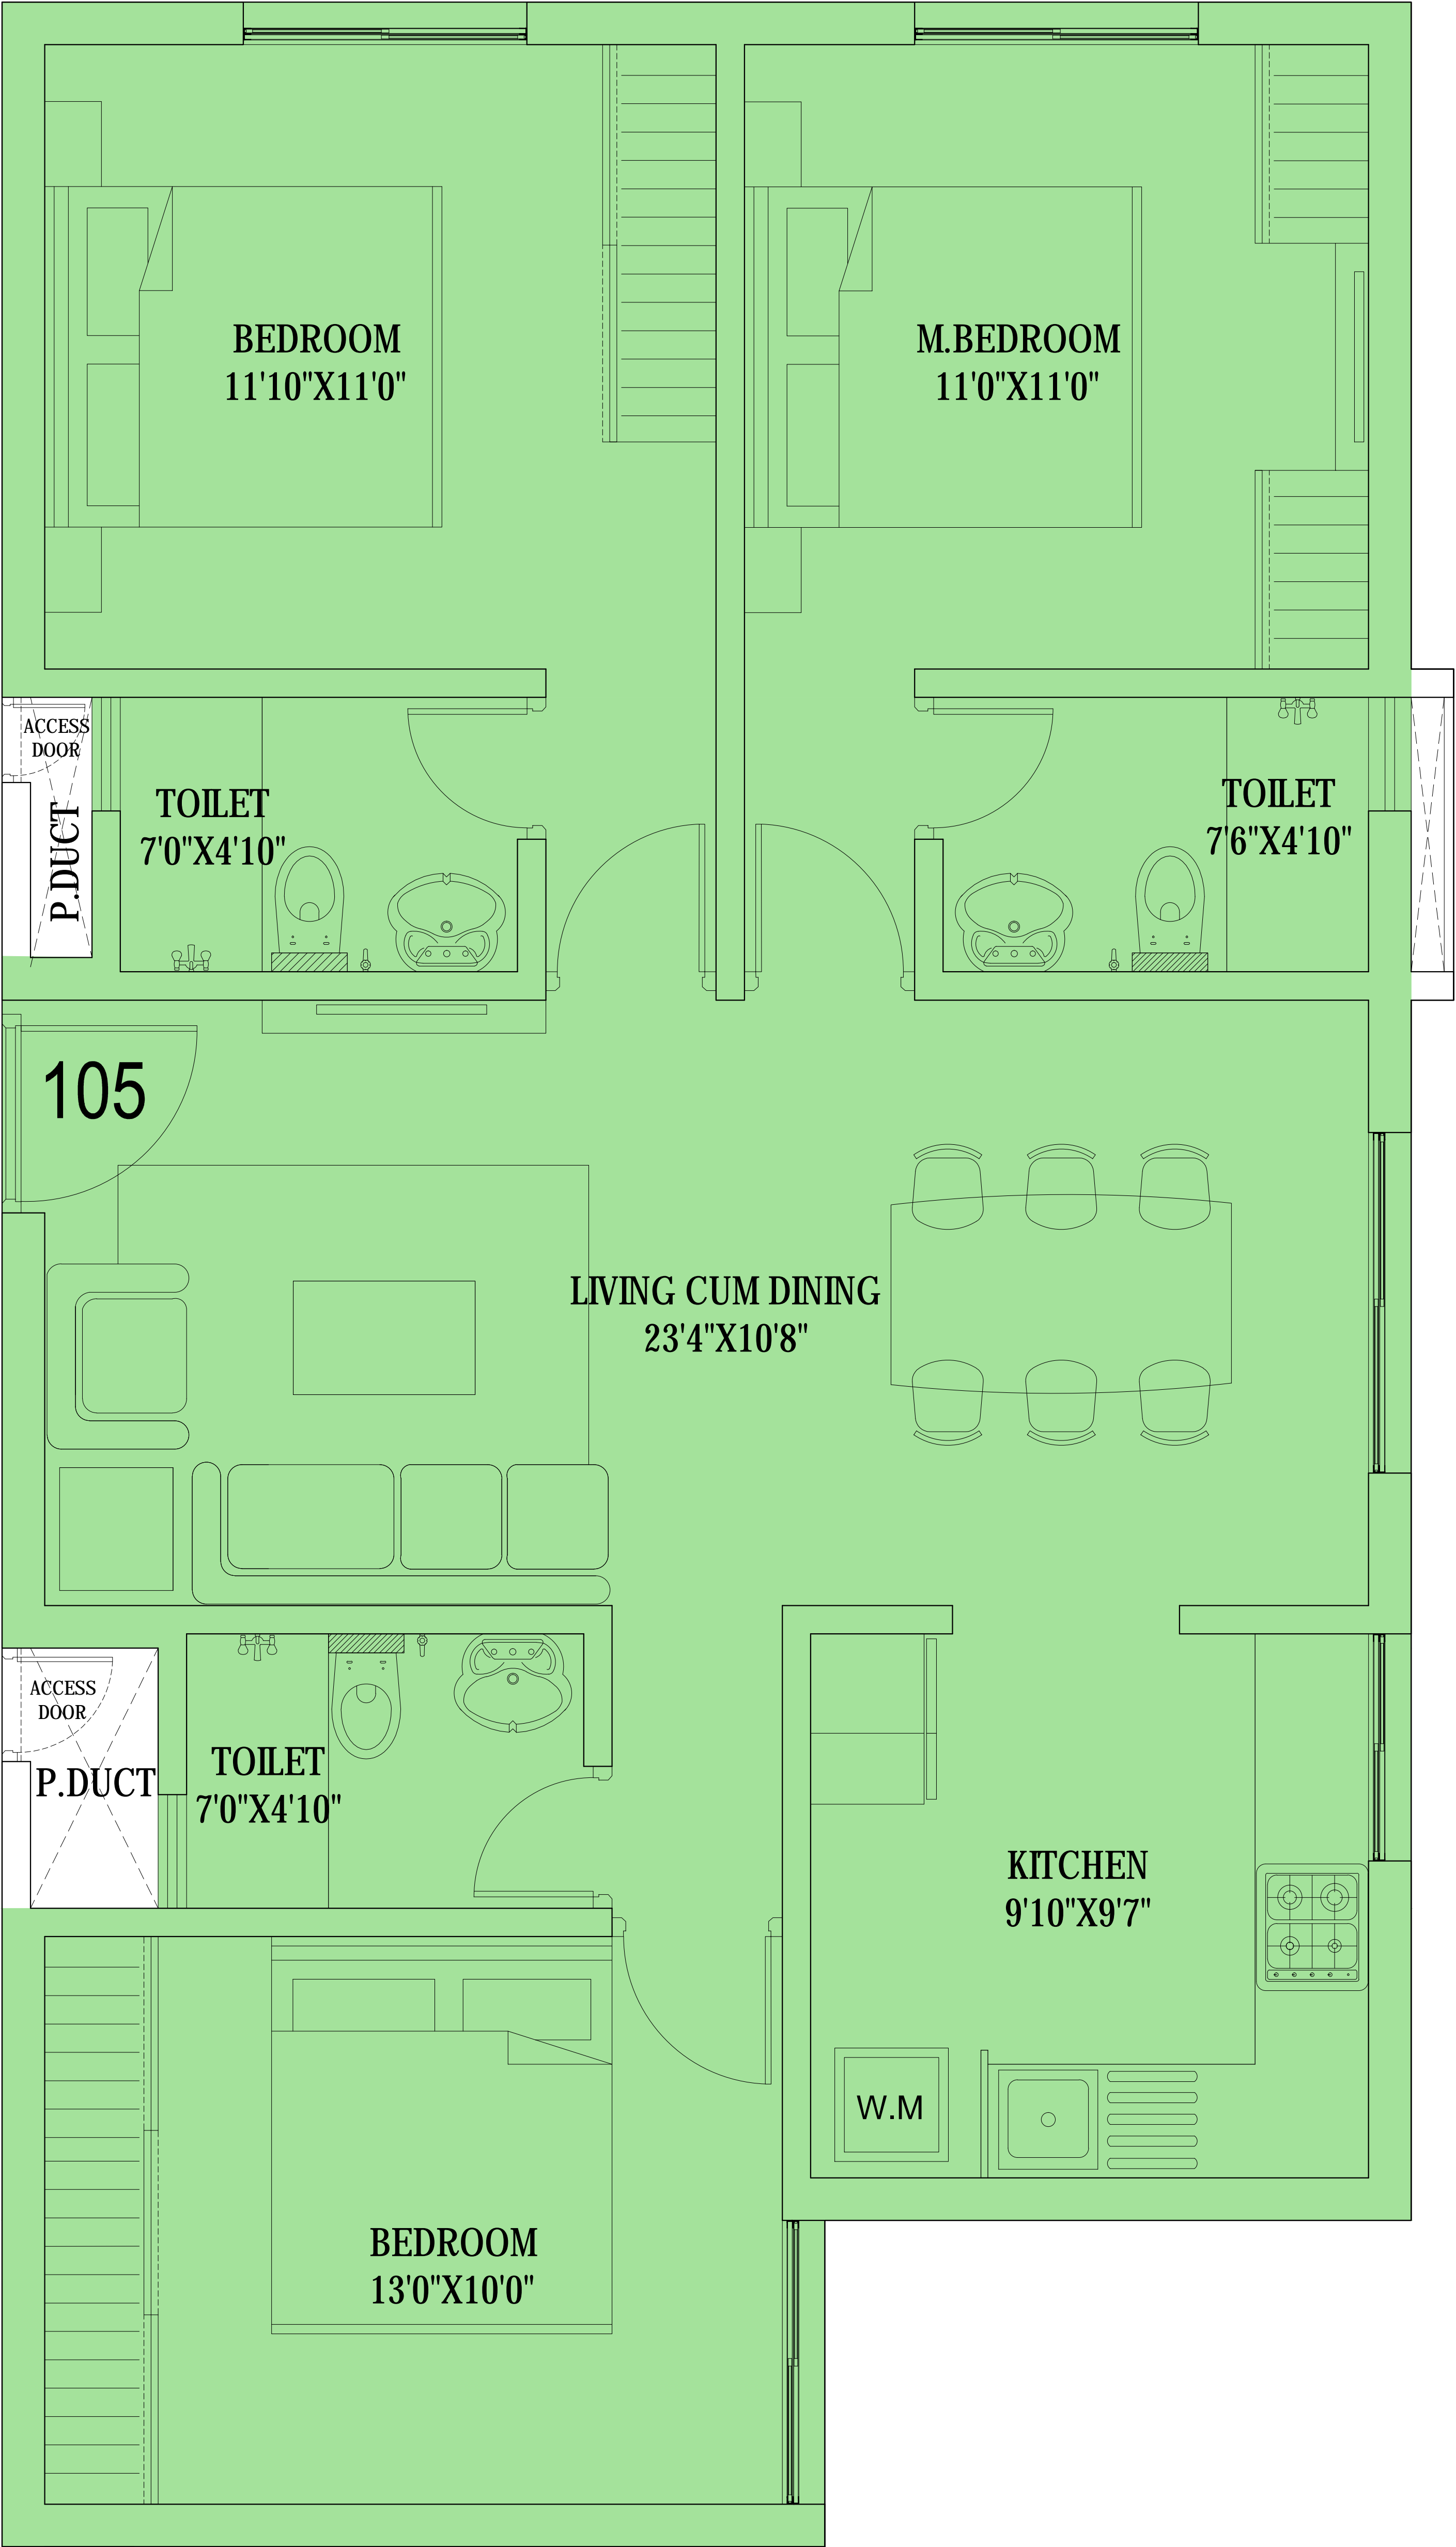 BEDROOM
11'10"X11'0"
M.BEDROOM
11'0"X11'0"
ACCESS
DOOR
P.DUCT
TOILET
7'0"X4'10"
TOILET
7'6"X4'10"
105
LIVING CUM DINING
23'4"X10'8"
ACCESS
DOOR
P.DUCT
TOILET
7'0"X4'10"
KITCHEN
9'10"X9'7"
W.M
BEDROOM
13'0"X10'0"